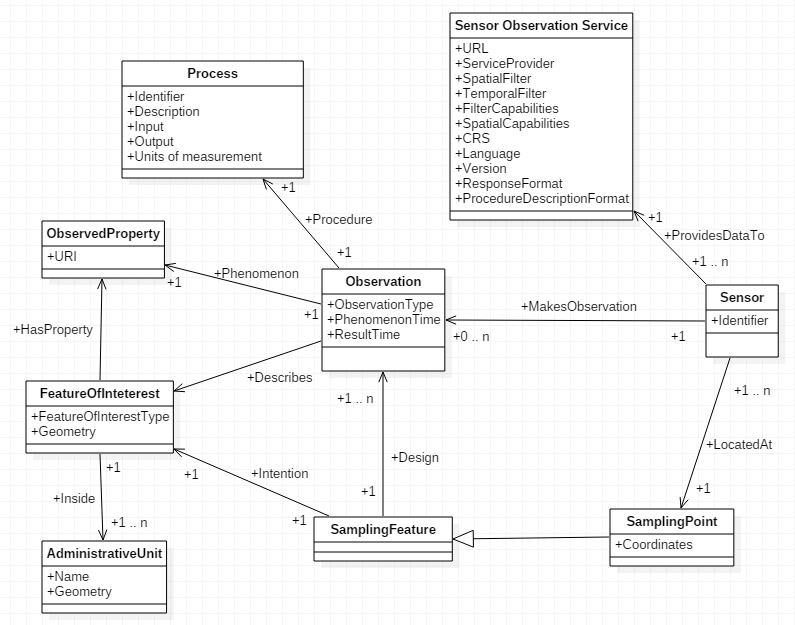 Sensor Observation Service
+URL
+ServiceProvider
+SpatialFilter
+TemporalFilter
+FilterCapabilities
+SpatialCapabilities
+CRS
+Language
+Version
+ResponseFormat
+ProcedureDescriptionFormat
Process
+Identifier
+Description
+Input
+Output
+Units of measurement
+1
+Procedure
+1
+1
+ProvidesDataTo
+1 .. n
ObservedProperty
+URI
+1
+Phenomenon
+1
Observation
+ObservationType
+PhenomenonTime
+ResultTime
Sensor
+Identifier
+MakesObservation
+0 .. n
+1
+HasProperty
+Describes
FeatureOfInteterest
+FeatureOfInterestType
+Geometry
+1 .. n
+Design
+1
+1 .. n
+LocatedAt
+1
+1
+Intention
+1
+1
+Inside
+1 .. n
SamplingFeature
SamplingPoint
+Coordinates
AdministrativeUnit
+Name
+Geometry